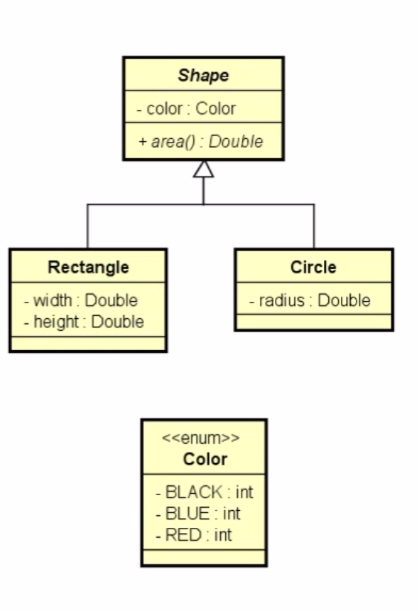 Shape
- color : Color
+ area() : Double
Rectangle
- width : Double
- height : Double
Circle
- radius : Double
<<enum>>
Color
- BLACK : int
- BLUE : int
- RED : int